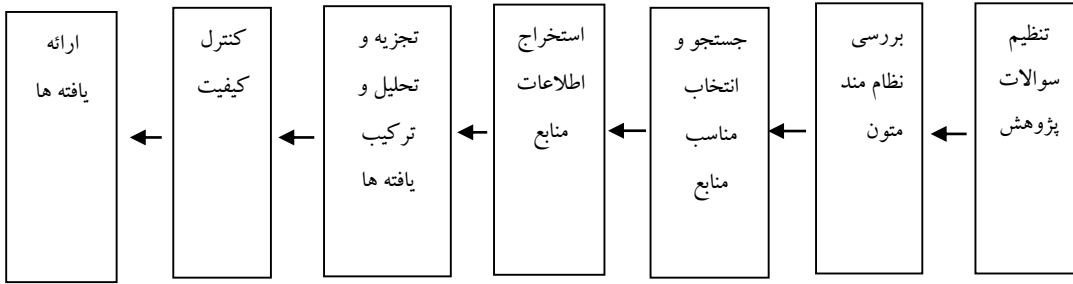 تنظیم
سوالات
پژوهش
بررسی
نظام مند
متون
جستجو و
انتخاب
مناسب
منابع
استخراج
اطلاعات
منابع
تجزیه و
تحلیل و
ترکیب
یافته ها
کنترل
کیفیت
ارائه
یافته ها